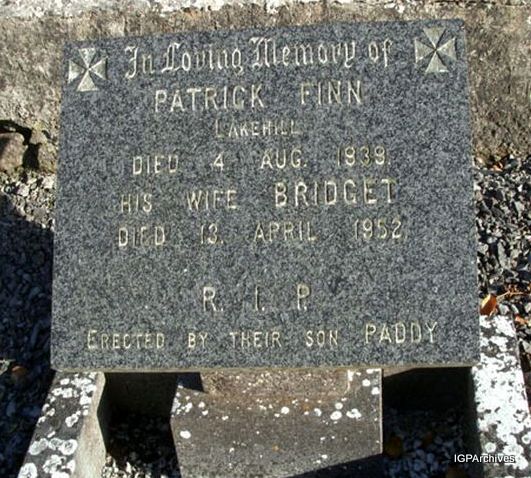 In Loving Memory of
PATRICK FINN
LAKEHILL
DIED 4 AUG. 1939
HIS WIFE BRIDGET
DIED 13. APRIL 1952
R. I. P.
ERECTED BY THEIR SON PADDY
IGPArchives